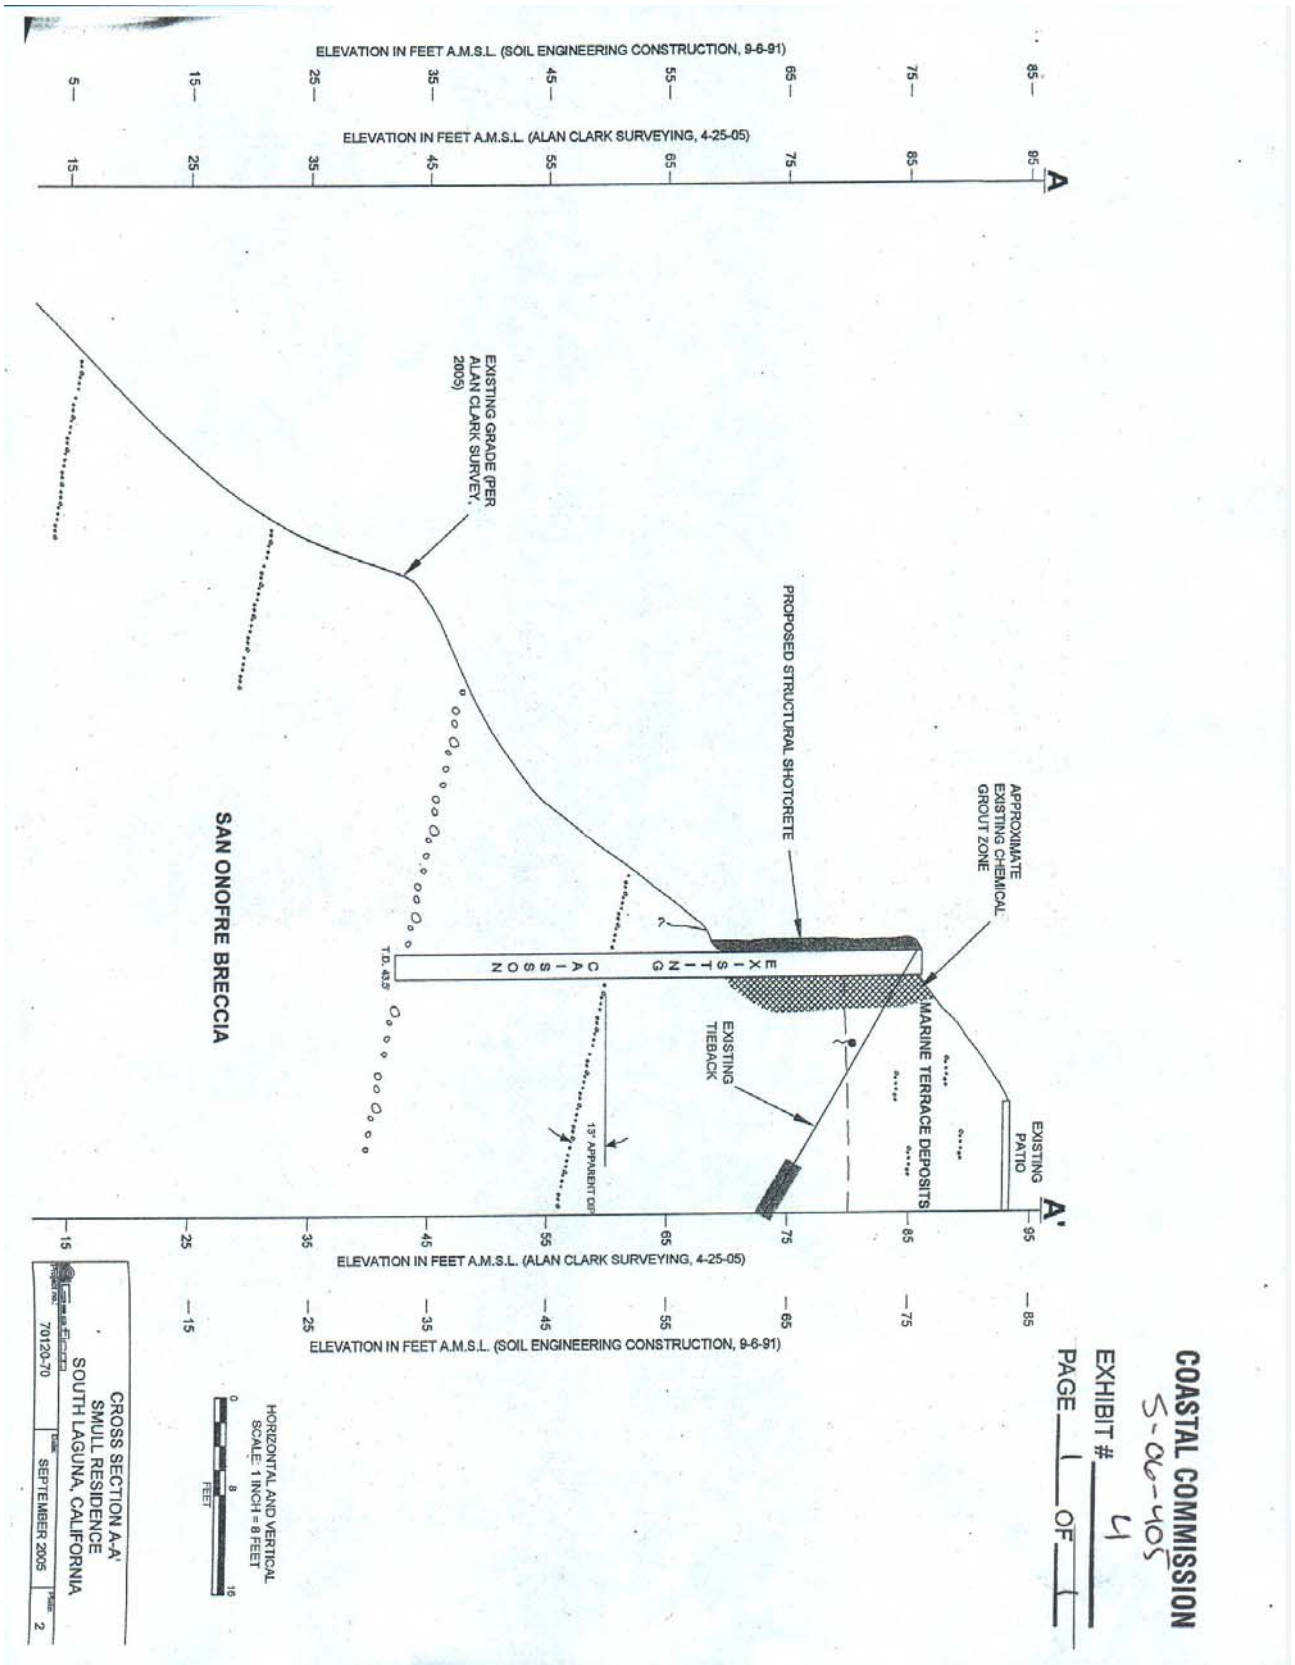 COASTAL COMMISSION
5-06-405
EXHIBIT # 4
PAGE 1 OF 1
A
A'
ELEVATION IN FEET A.M.S.L. (SOIL ENGINEERING CONSTRUCTION, 9-6-91)
85
75
65
55
45
35
25
15
5
ELEVATION IN FEET A.M.S.L. (ALAN CLARK SURVEYING, 4-25-05)
95
85
75
65
55
45
35
25
15
EXISTING GRADE (PER
ALAN CLARK SURVEY,
2005)
PROPOSED STRUCTURAL SHOTCRETE
APPROXIMATE
EXISTING CHEMICAL
GROUT ZONE
EXISTING
PATIO
MARINE TERRACE DEPOSITS
EXISTING
TIEBACK
?
?
EXISTING CAISSON
T.D. 43.5'
13° APPARENT DIP
SAN ONOFRE BRECCIA
95
85
75
65
55
45
35
25
15
ELEVATION IN FEET A.M.S.L. (ALAN CLARK SURVEYING, 4-25-05)
85
75
65
55
45
35
25
15
ELEVATION IN FEET A.M.S.L. (SOIL ENGINEERING CONSTRUCTION, 9-6-91)
HORIZONTAL AND VERTICAL
SCALE: 1 INCH = 8 FEET
0 8 16
FEET
CROSS SECTION A-A'
SMULL RESIDENCE
SOUTH LAGUNA, CALIFORNIA
Project no.: 70120-70
Date: SEPTEMBER 2005
Plate: 2